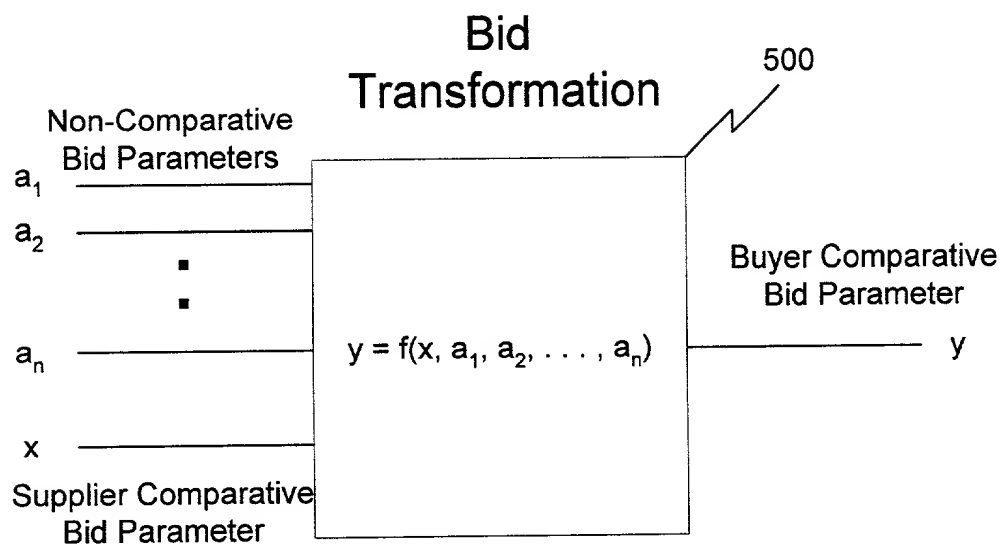 Bid
Transformation
500
Non-Comparative
Bid Parameters
a₁
a₂
aₙ
x
Supplier Comparative
Bid Parameter
y = f(x, a₁, a₂, . . . , aₙ)
Buyer Comparative
Bid Parameter
y